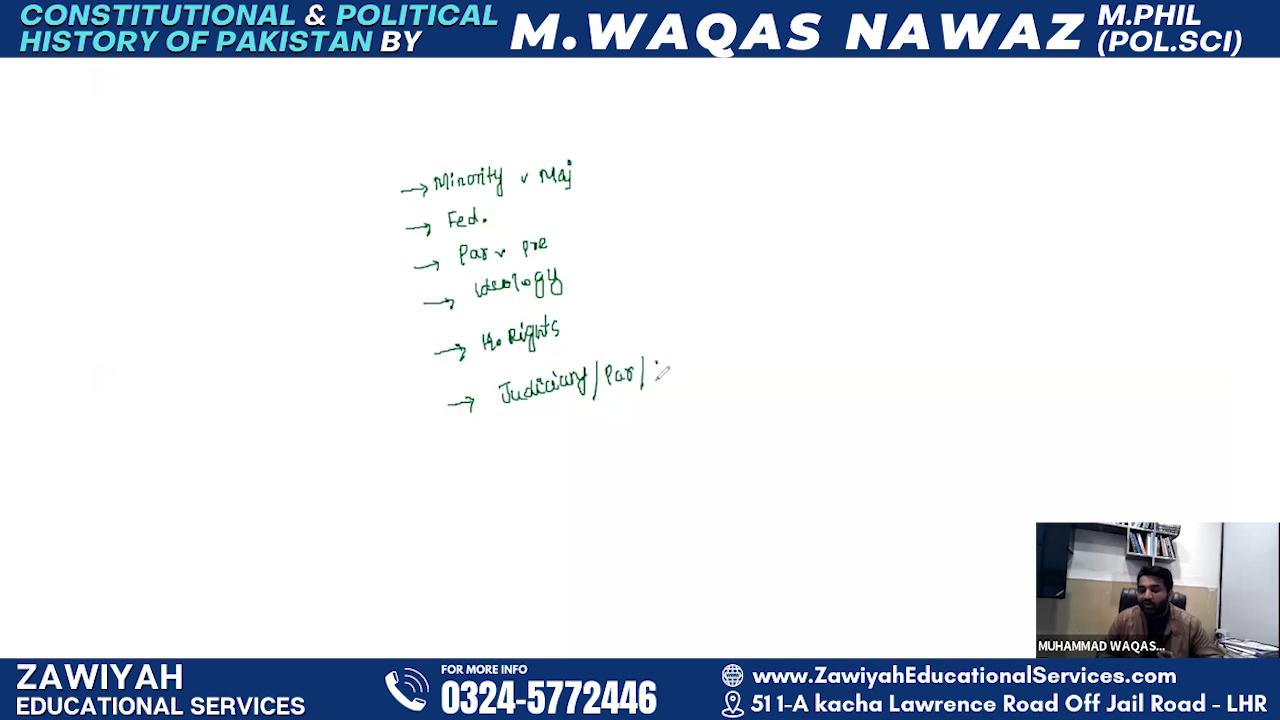 CONSTITUTIONAL & POLITICAL
HISTORY OF PAKISTAN BY
M.WAQAS NAWAZ
M.PHIL
(POL.SCI)
→ Minority v Maj
→ Fed.
→ Par v Pre
→ Ideology
→ H. Rights
→ Judiciary / Par /
MUHAMMAD WAQAS...
ZAWIYAH
EDUCATIONAL SERVICES
FOR MORE INFO
0324-5772446
www.ZawiyahEducationalServices.com
511-A kacha Lawrence Road Off Jail Road - LHR